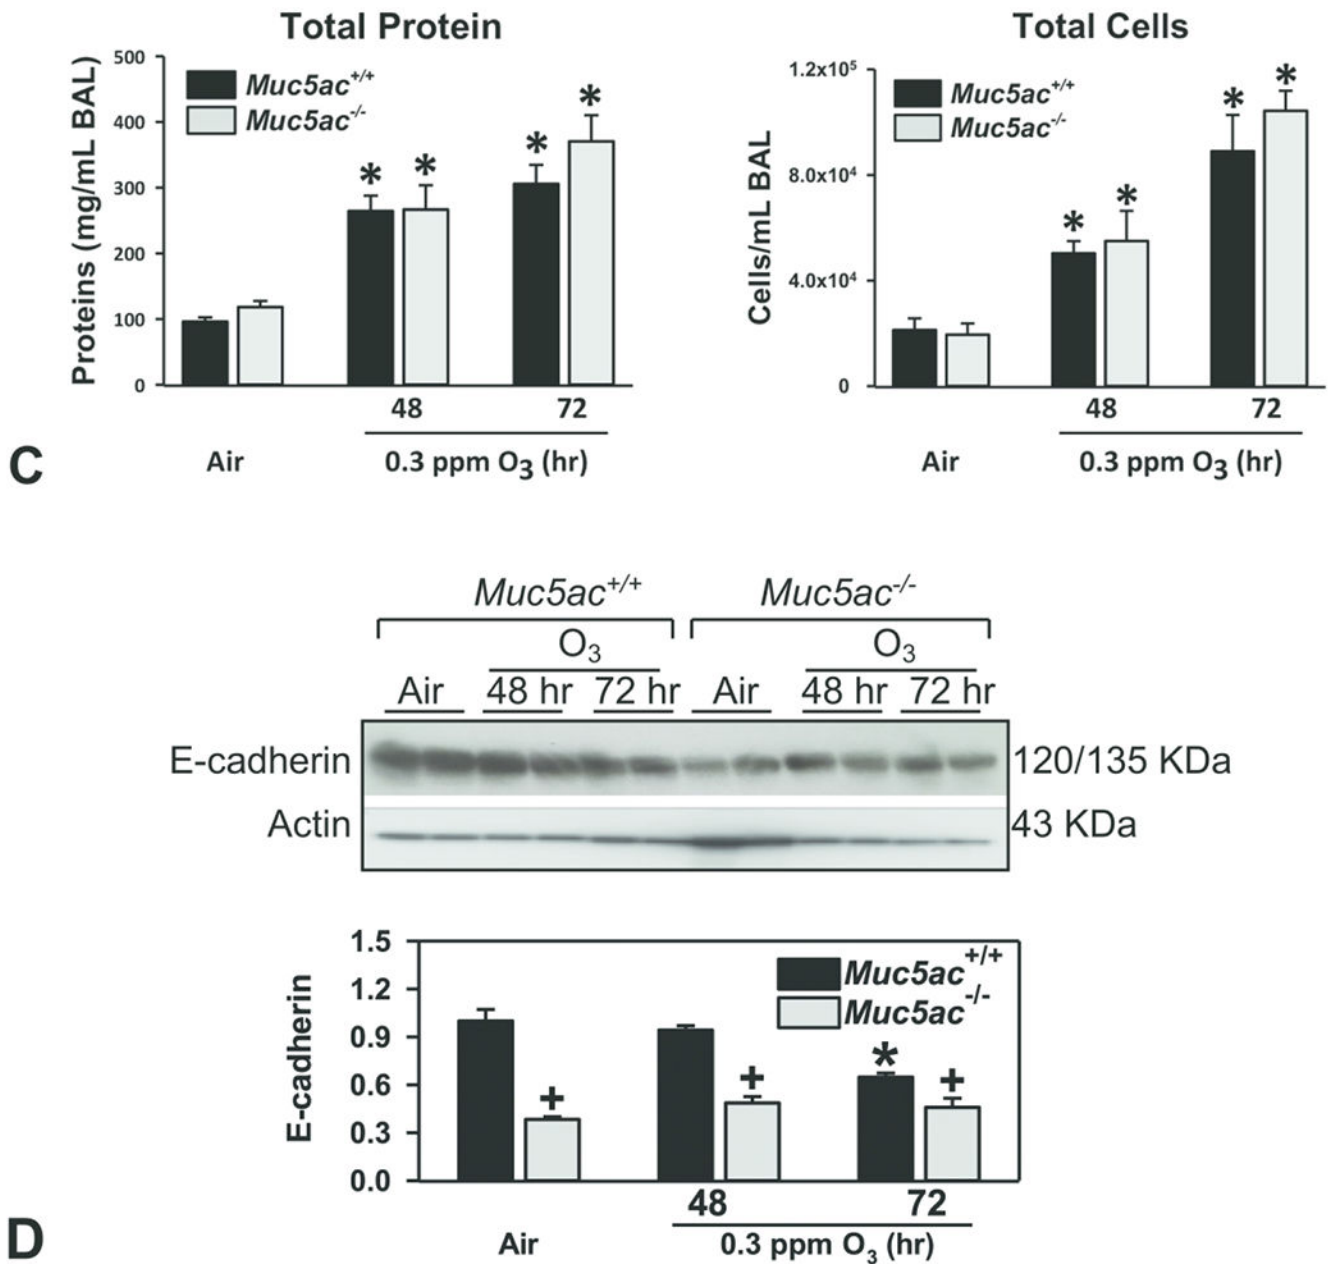 Total Protein
Proteins (mg/mL BAL)
500
400
300
200
100
0
Muc5ac+/+
Muc5ac-/-
*
*
*
*
48
72
Air
0.3 ppm O3 (hr)
Total Cells
Cells/mL BAL
1.2x10⁵
8.0x10⁴
4.0x10⁴
0
Muc5ac+/+
Muc5ac-/-
*
*
*
*
48
72
Air
0.3 ppm O3 (hr)
C
Muc5ac+/+ Muc5ac-/-
O3 O3
Air 48 hr 72 hr Air 48 hr 72 hr
E-cadherin 120/135 KDa
Actin 43 KDa
E-cadherin
1.5
1.2
0.9
0.6
0.3
0.0
Muc5ac+/+
Muc5ac-/-
+
+
*
+
48
72
Air
0.3 ppm O3 (hr)
D